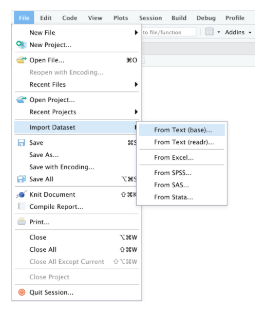 File Edit Code View Plots Session Build Debug Profile
New File
to file/function
Addins
New Project...
Open File... ⌘O
Reopen with Encoding...
Recent Files
Open Project...
Recent Projects
Import Dataset
From Text (base)...
Save ⌘S
From Text (readr)...
Save As...
From Excel...
Save with Encoding...
From SPSS...
Save All ⌥⌘S
From SAS...
Knit Document ⇧⌘K
From Stata...
Compile Report...
Print...
Close ⌥⌘W
Close All ⇧⌘W
Close All Except Current ⇧⌥⌘W
Close Project
Quit Session...